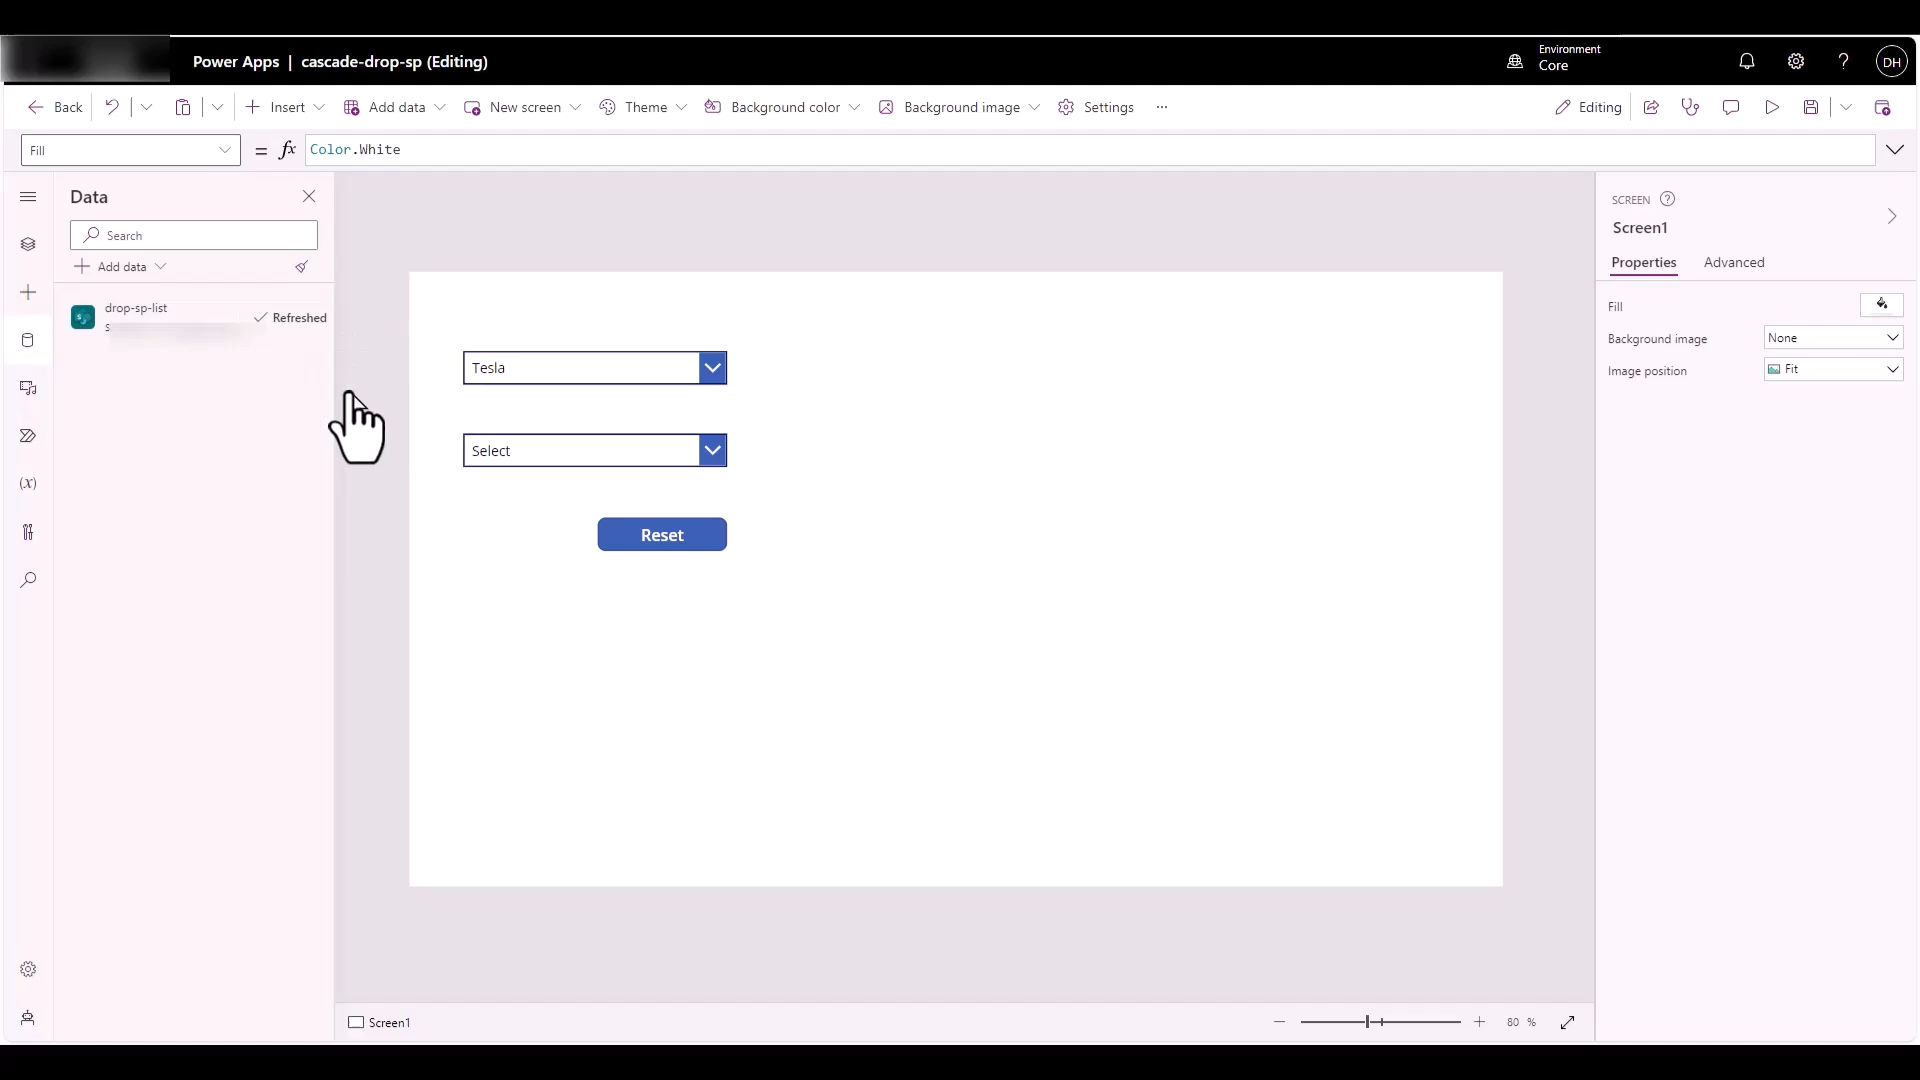 Power Apps | cascade-drop-sp (Editing)
Environment
Core
DH
Back
Insert
Add data
New screen
Theme
Background color
Background image
Settings
Editing
Fill
= fx Color.White
Data
Search
Add data
drop-sp-list
s
Refreshed
(x)
Tesla
Select
Reset
SCREEN
Screen1
Properties
Advanced
Fill
Background image
None
Image position
Fit
Screen1
80 %